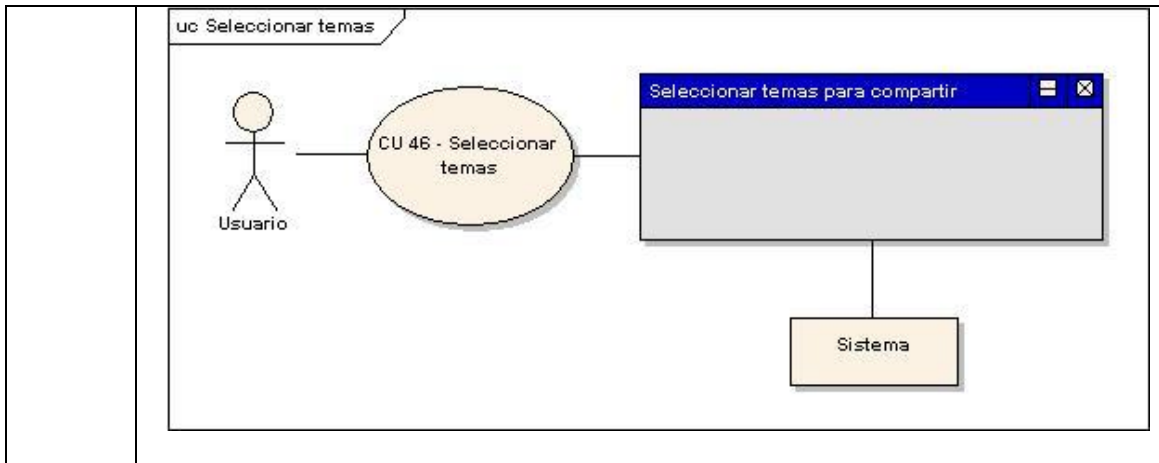 uc Seleccionar temas
Seleccionar temas para compartir
CU 46 - Seleccionar
temas
Usuario
Sistema